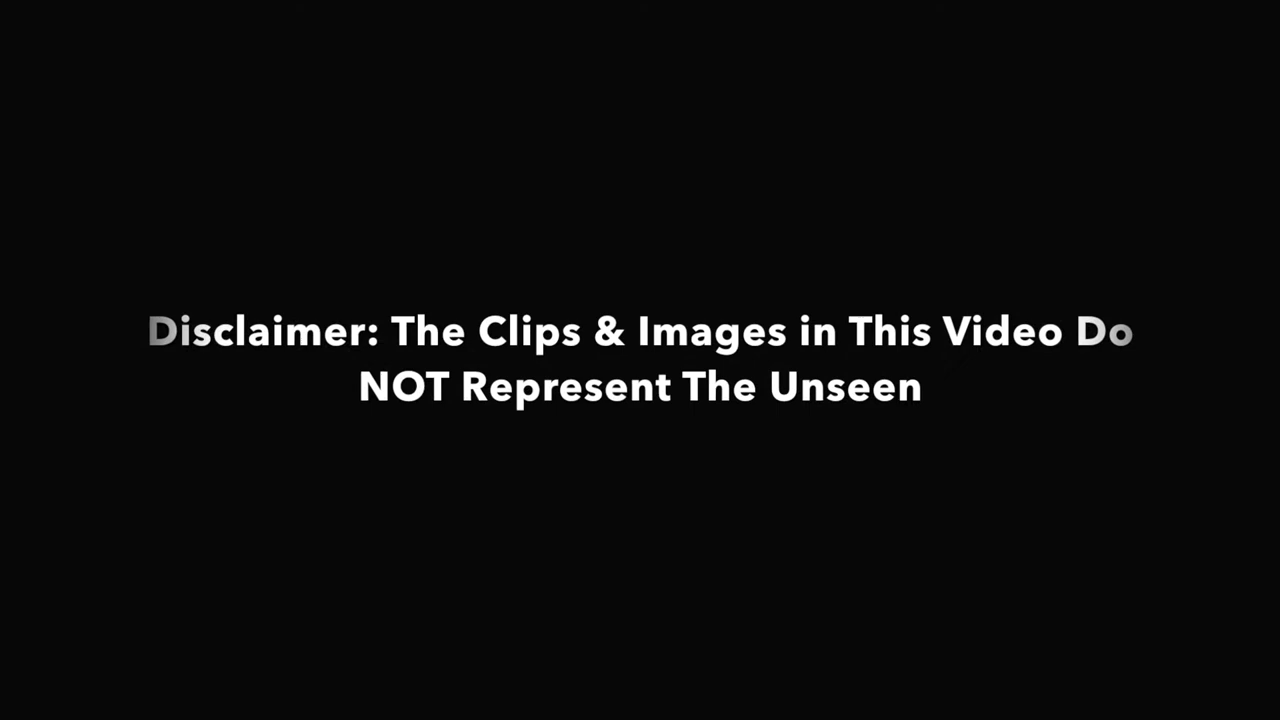 Disclaimer: The Clips & Images in This Video Do
NOT Represent The Unseen